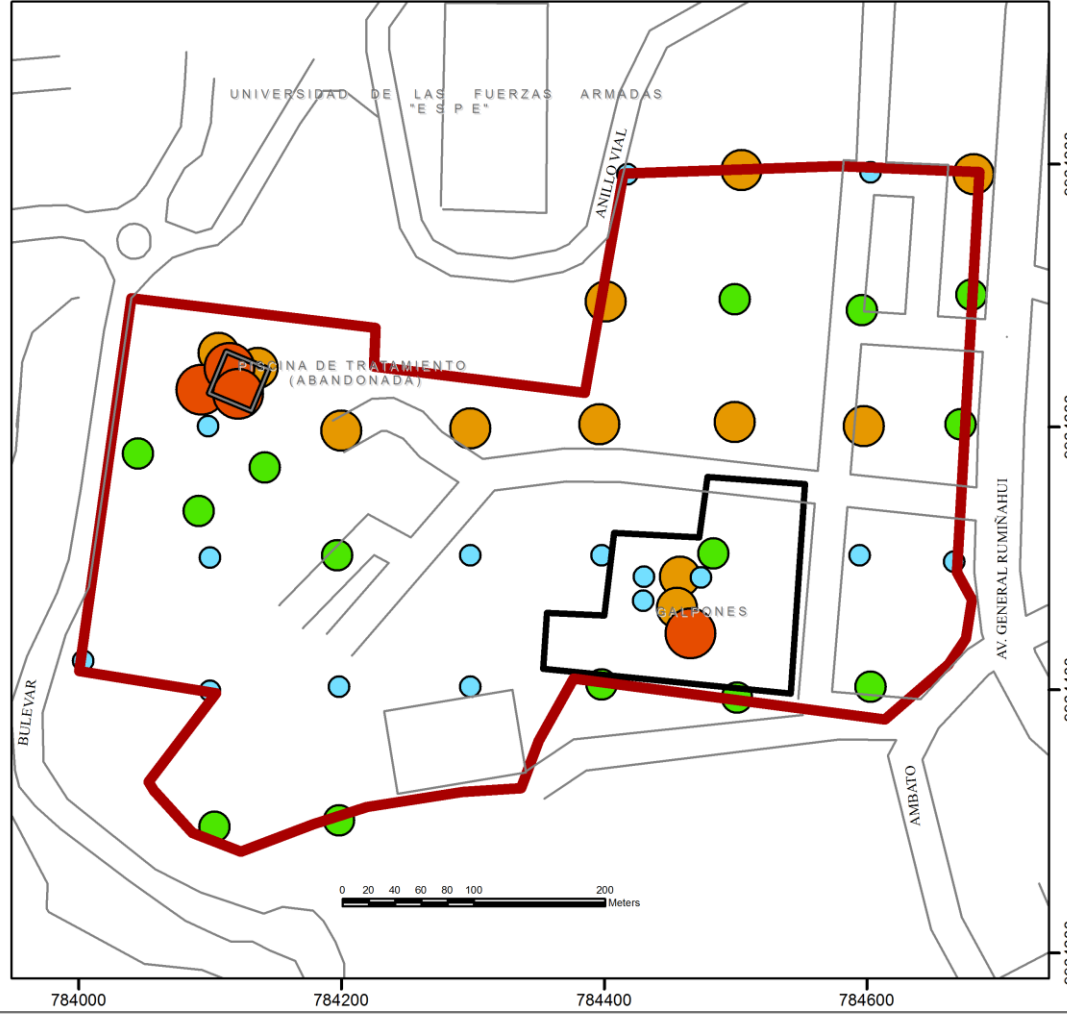 UNIVERSIDAD DE LAS FUERZAS ARMADAS
"E S P E"
ANILLO VIAL
PISCINA DE TRATAMIENTO
(ABANDONADA)
AV. GENERAL RUMIÑAHUI
GALPONES
BULEVAR
AMBATO
0 20 40 60 80 100 200
Meters
784000 784200 784400 784600